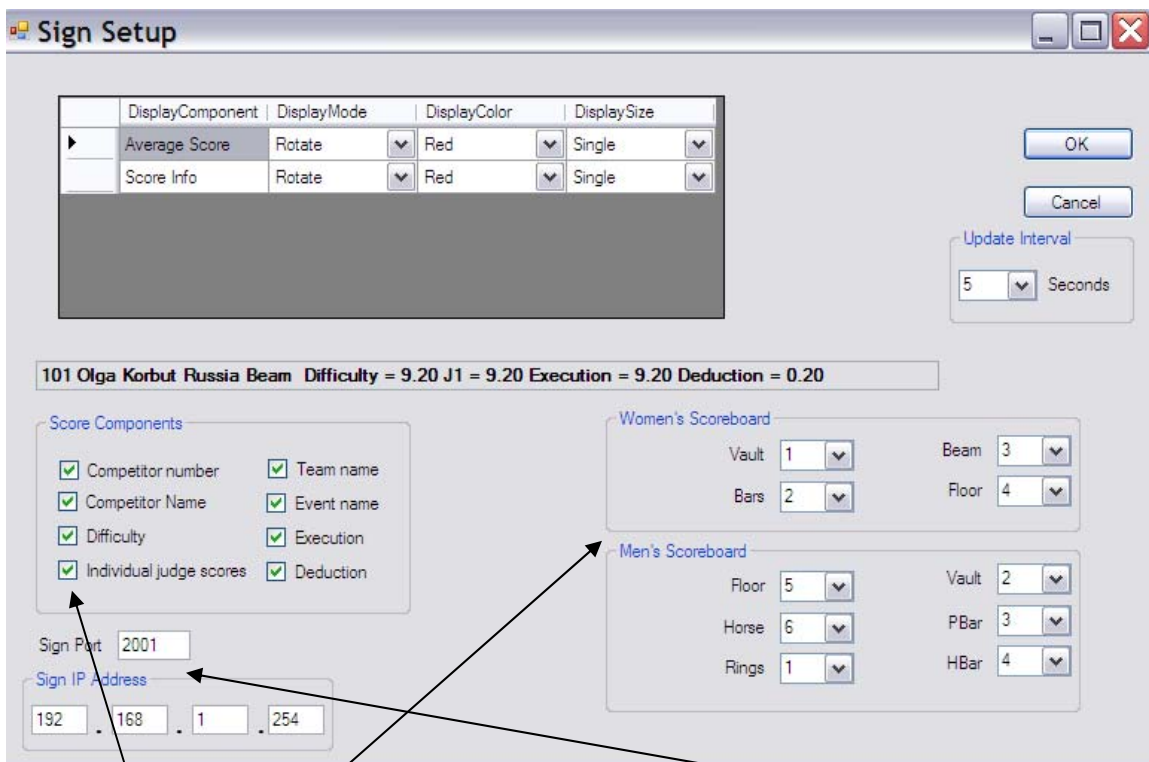 Sign Setup
DisplayComponent DisplayMode DisplayColor DisplaySize
Average Score Rotate Red Single
Score Info Rotate Red Single
OK
Cancel
Update Interval
5 Seconds
101 Olga Korbut Russia Beam Difficulty = 9.20 J1 = 9.20 Execution = 9.20 Deduction = 0.20
Score Components
Competitor number Team name
Competitor Name Event name
Difficulty Execution
Individual judge scores Deduction
Sign Port 2001
Sign IP Address
192 . 168 . 1 . 254
Women's Scoreboard
Vault 1 Beam 3
Bars 2 Floor 4
Men's Scoreboard
Floor 5 Vault 2
Horse 6 PBar 3
Rings 1 HBar 4